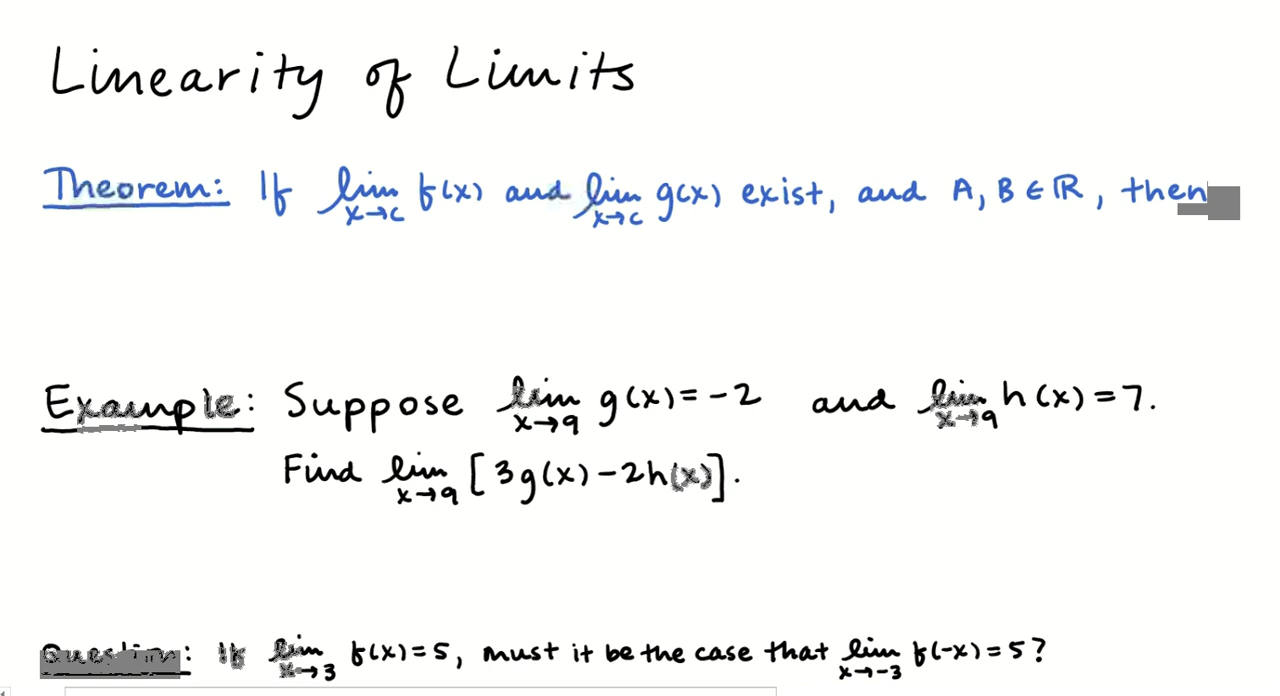 Linearity of Limits
Theorem: If lim x→c f(x) and lim x→c g(x) exist, and A, B ∈ ℝ, then
Example: Suppose lim x→9 g(x) = -2 and lim x→9 h(x) = 7.
Find lim x→9 [3g(x) - 2h(x)].
Question: If lim x→3 f(x) = 5, must it be the case that lim x→-3 f(-x) = 5?